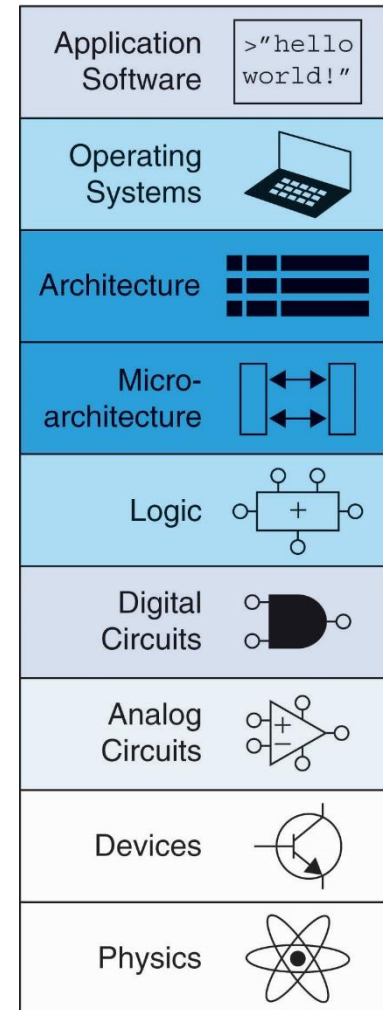 Application
Software
>"hello
world!"
Operating
Systems
Architecture
Micro-
architecture
Logic
+
Digital
Circuits
Analog
Circuits
+
−
Devices
Physics